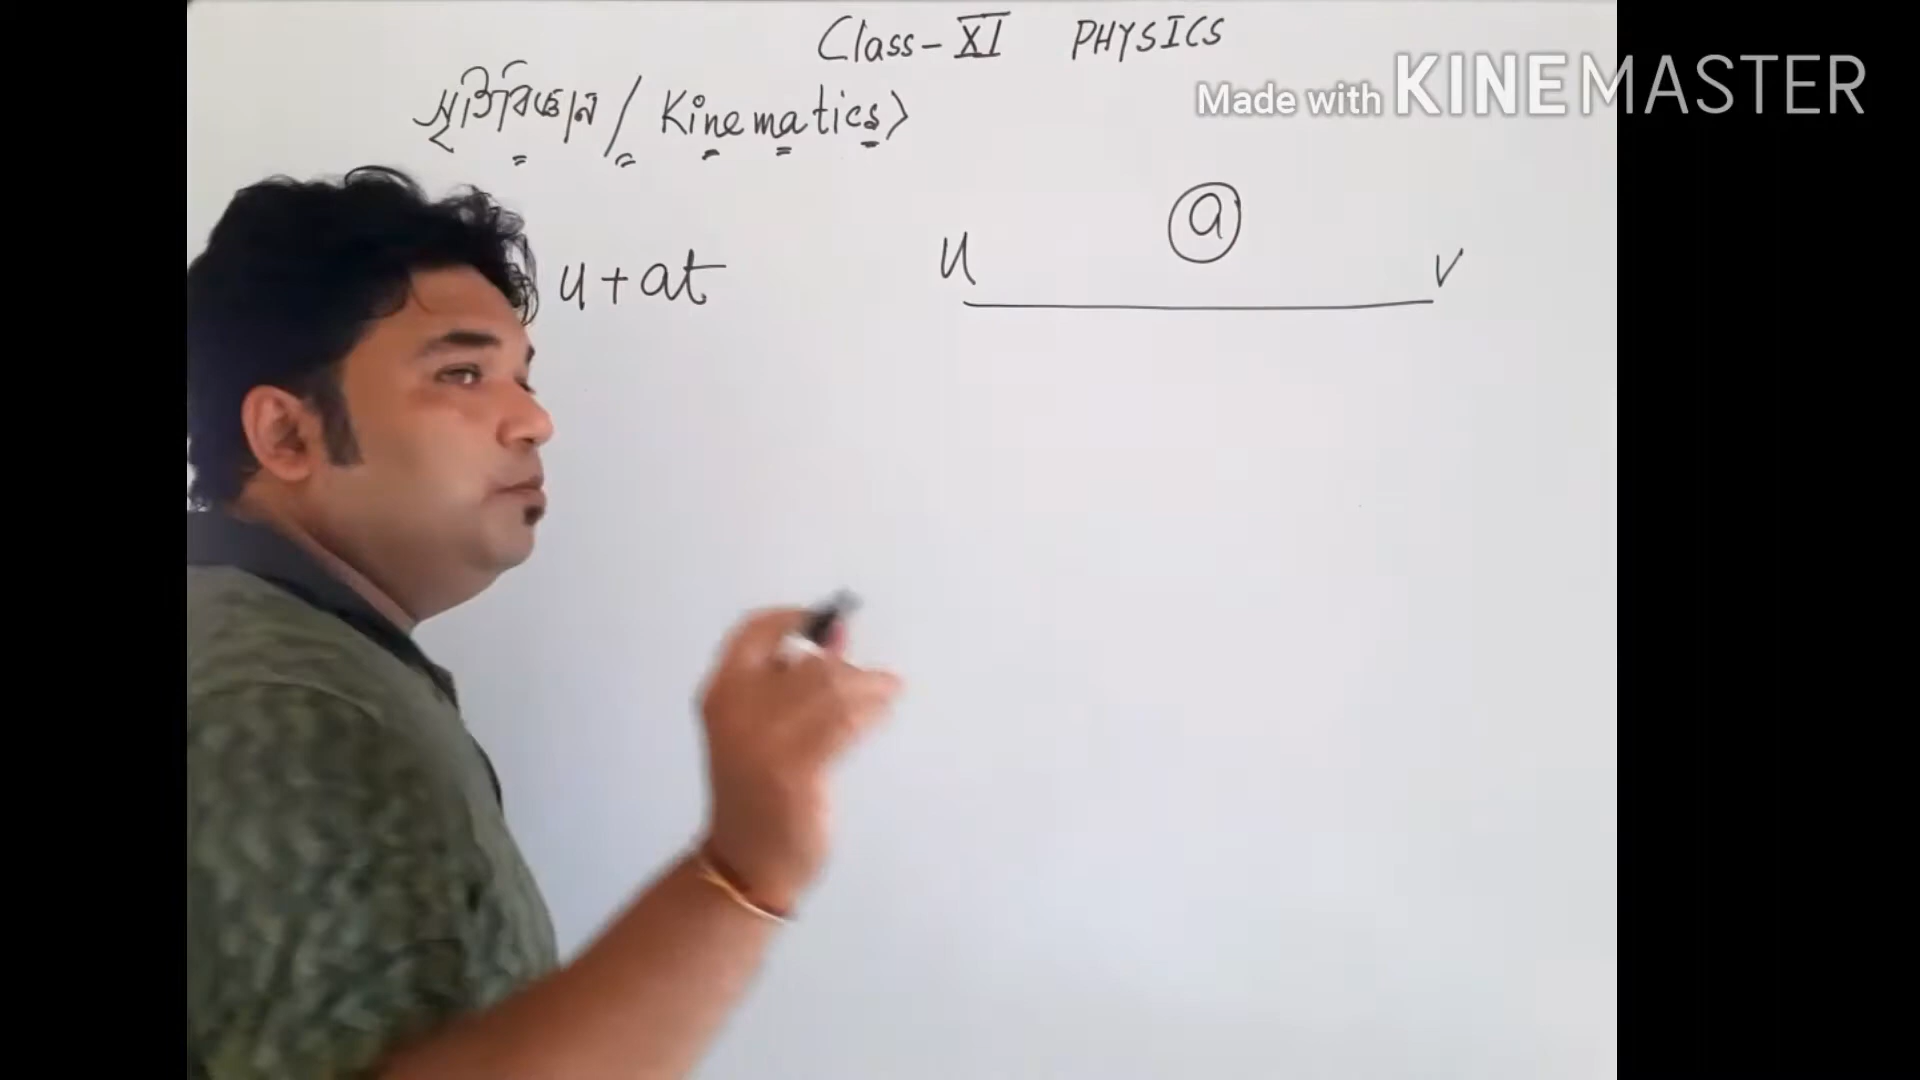 Class-XI PHYSICS
Made with KINEMASTER
/ Kinematics>
a
u v
u+at